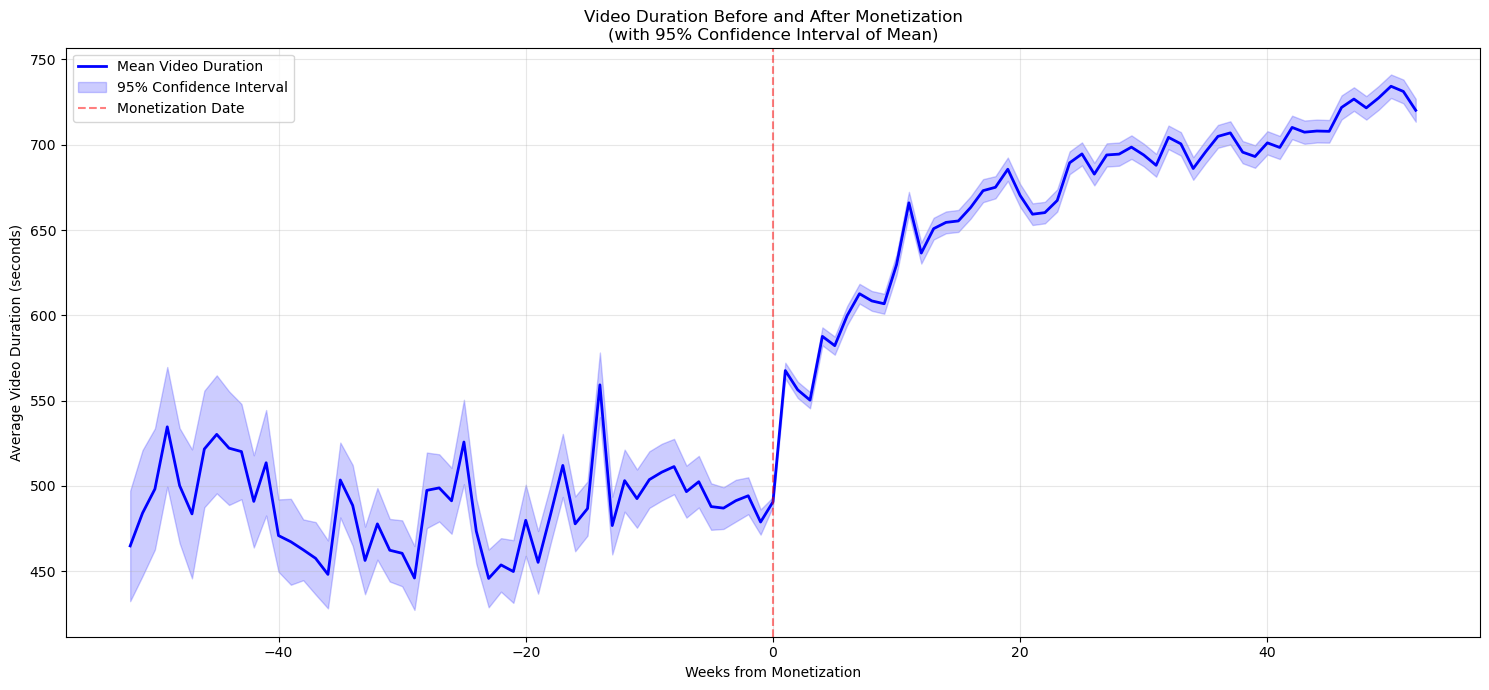 Video Duration Before and After Monetization
(with 95% Confidence Interval of Mean)
Mean Video Duration
95% Confidence Interval
Monetization Date
Average Video Duration (seconds)
750
700
650
600
550
500
450
−40
−20
0
20
40
Weeks from Monetization